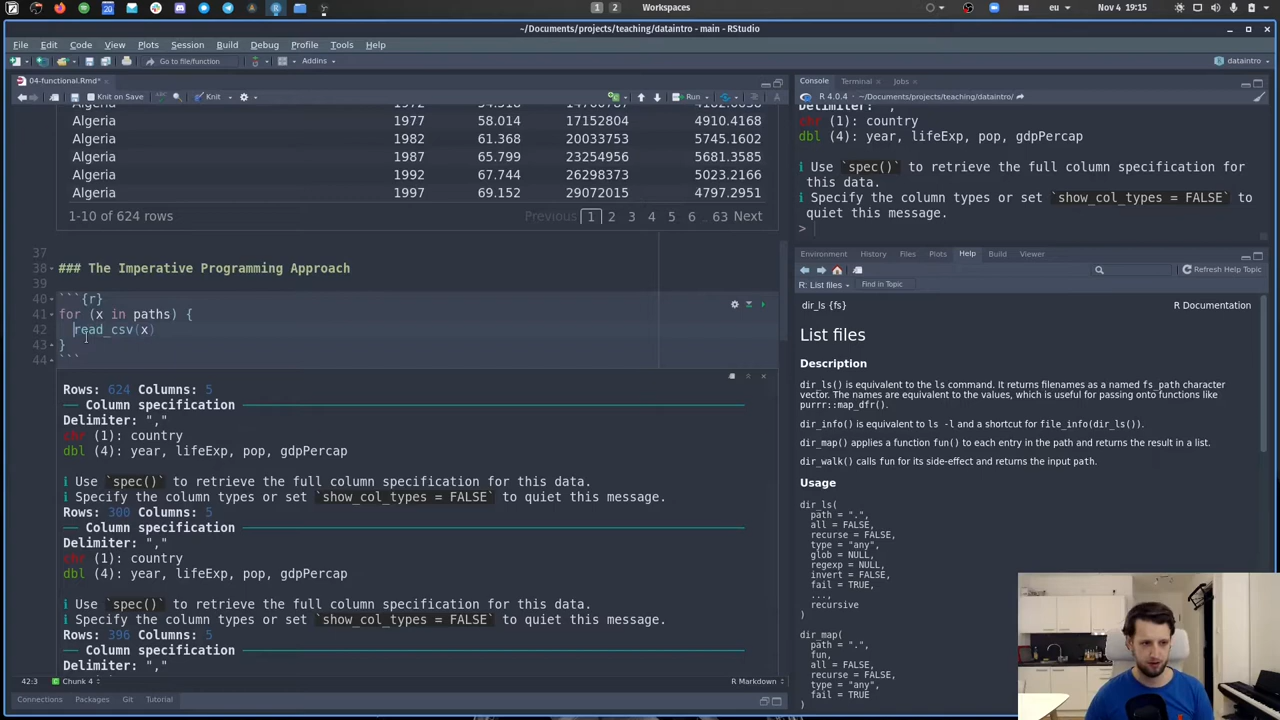 Workspaces
eu
Nov 4 19:15
~/Documents/projects/teaching/dataintro - main - RStudio
File Edit Code View Plots Session Build Debug Profile Tools Help
Go to file/function
Addins
dataintro
04-functional.Rmd*
Knit on Save
Knit
Run
Algeria 1977 58.014 17152804 4910.4168
Algeria 1982 61.368 20033753 5745.1602
Algeria 1987 65.799 23254956 5681.3585
Algeria 1992 67.744 26298373 5023.2166
Algeria 1997 69.152 29072015 4797.2951
1-10 of 624 rows
Previous 1 2 3 4 5 6 … 63 Next
37
38 ### The Imperative Programming Approach
39
40 ```{r}
41 for (x in paths) {
42 read_csv(x)
43 }
44 ```
Rows: 624 Columns: 5
── Column specification
Delimiter: ","
chr (1): country
dbl (4): year, lifeExp, pop, gdpPercap
ℹ Use `spec()` to retrieve the full column specification for this data.
ℹ Specify the column types or set `show_col_types = FALSE` to quiet this message.
Rows: 300 Columns: 5
── Column specification
Delimiter: ","
chr (1): country
dbl (4): year, lifeExp, pop, gdpPercap
ℹ Use `spec()` to retrieve the full column specification for this data.
ℹ Specify the column types or set `show_col_types = FALSE` to quiet this message.
Rows: 396 Columns: 5
── Column specification
Delimiter: ","
42:3 Chunk 4 R Markdown
Connections Packages Git Tutorial
Console Terminal Jobs
R 4.0.4 · ~/Documents/projects/teaching/dataintro/
Delimiter: ","
chr (1): country
dbl (4): year, lifeExp, pop, gdpPercap
ℹ Use `spec()` to retrieve the full column specification for
this data.
ℹ Specify the column types or set `show_col_types = FALSE` to
quiet this message.
>
Environment History Files Plots Help Build Viewer
Refresh Help Topic
R: List files Find in Topic
dir_ls {fs} R Documentation
List files
Description
dir_ls() is equivalent to the ls command. It returns filenames as a named fs_path character
vector. The names are equivalent to the values, which is useful for passing onto functions like
purrr::map_dfr().
dir_info() is equivalent to ls -l and a shortcut for file_info(dir_ls()).
dir_map() applies a function fun() to each entry in the path and returns the result in a list.
dir_walk() calls fun for its side-effect and returns the input path.
Usage
dir_ls(
path = ".",
all = FALSE,
recurse = FALSE,
type = "any",
glob = NULL,
regexp = NULL,
invert = FALSE,
fail = TRUE,
...,
recursive
)
dir_map(
path = ".",
fun,
all = FALSE,
recurse = FALSE,
type = "any",
fail = TRUE
)